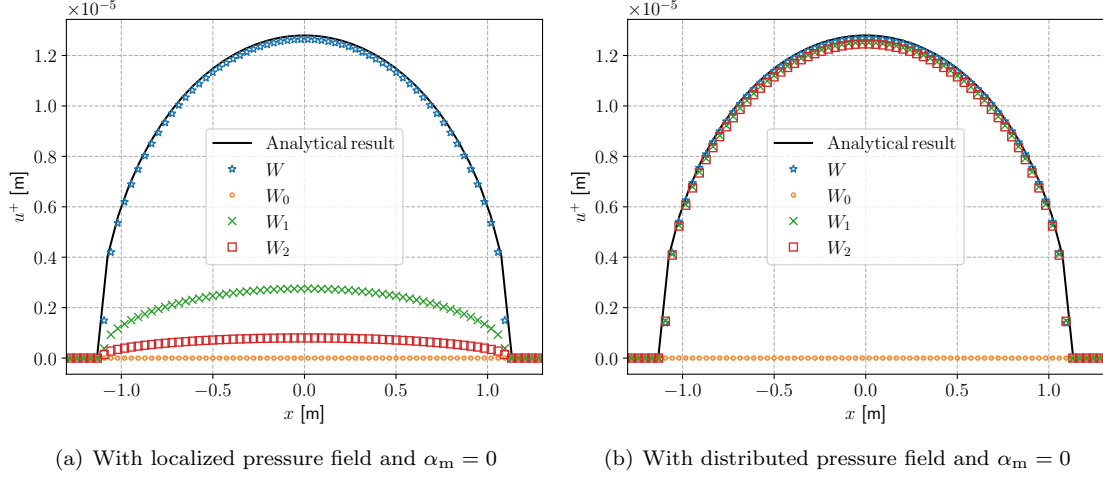 ×10⁻⁵
1.2
1.0
0.8
0.6
0.4
0.2
0.0
u⁺ [m]
Analytical result
W
W₀
W₁
W₂
−1.0 −0.5 0.0 0.5 1.0
x [m]
(a) With localized pressure field and αₘ = 0
×10⁻⁵
1.2
1.0
0.8
0.6
0.4
0.2
0.0
u⁺ [m]
Analytical result
W
W₀
W₁
W₂
−1.0 −0.5 0.0 0.5 1.0
x [m]
(b) With distributed pressure field and αₘ = 0